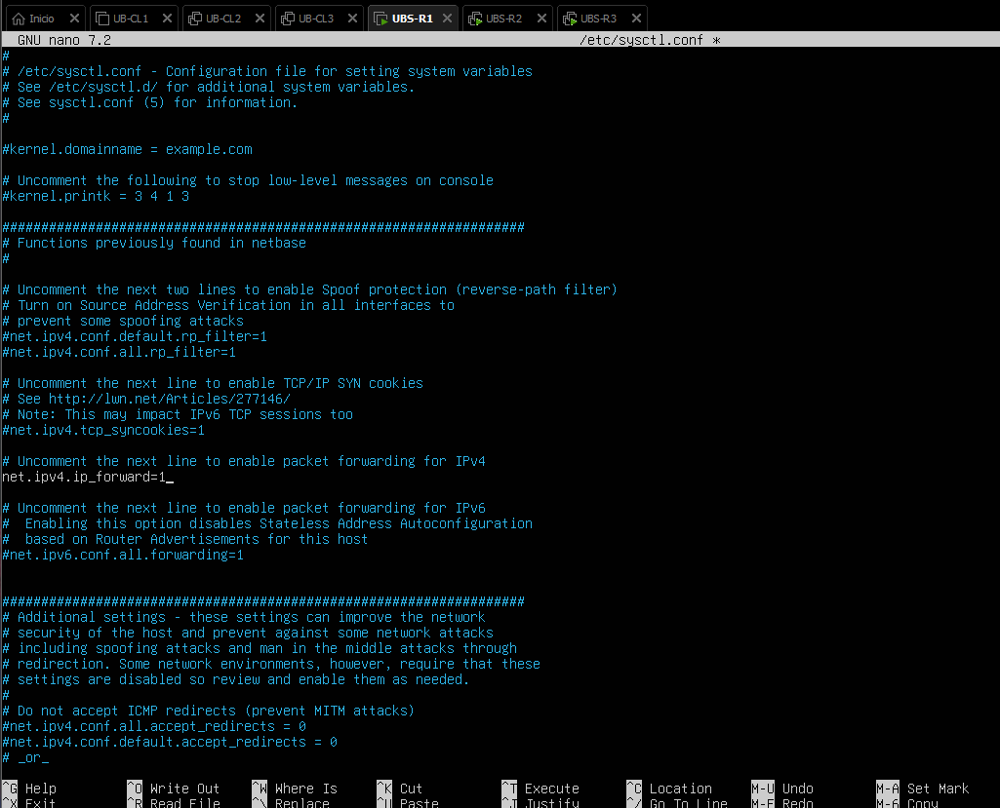 Inicio UB-CL1 UB-CL2 UB-CL3 UBS-R1 UBS-R2 UBS-R3
GNU nano 7.2 /etc/sysctl.conf *
#
# /etc/sysctl.conf - Configuration file for setting system variables
# See /etc/sysctl.d/ for additional system variables.
# See sysctl.conf (5) for information.
#
#kernel.domainname = example.com
# Uncomment the following to stop low-level messages on console
#kernel.printk = 3 4 1 3
###################################################################
# Functions previously found in netbase
#
# Uncomment the next two lines to enable Spoof protection (reverse-path filter)
# Turn on Source Address Verification in all interfaces to
# prevent some spoofing attacks
#net.ipv4.conf.default.rp_filter=1
#net.ipv4.conf.all.rp_filter=1
# Uncomment the next line to enable TCP/IP SYN cookies
# See http://lwn.net/Articles/277146/
# Note: This may impact IPv6 TCP sessions too
#net.ipv4.tcp_syncookies=1
# Uncomment the next line to enable packet forwarding for IPv4
net.ipv4.ip_forward=1_
# Uncomment the next line to enable packet forwarding for IPv6
#  Enabling this option disables Stateless Address Autoconfiguration
#  based on Router Advertisements for this host
#net.ipv6.conf.all.forwarding=1
###################################################################
# Additional settings - these settings can improve the network
# security of the host and prevent against some network attacks
# including spoofing attacks and man in the middle attacks through
# redirection. Some network environments, however, require that these
# settings are disabled so review and enable them as needed.
#
# Do not accept ICMP redirects (prevent MITM attacks)
#net.ipv4.conf.all.accept_redirects = 0
#net.ipv4.conf.default.accept_redirects = 0
# _or_
^G Help ^O Write Out ^W Where Is ^K Cut ^T Execute ^C Location M-U Undo M-A Set Mark
^X Exit ^R Read File ^\ Replace ^U Paste ^J Justify ^/ Go To Line M-E Redo M-6 Copy